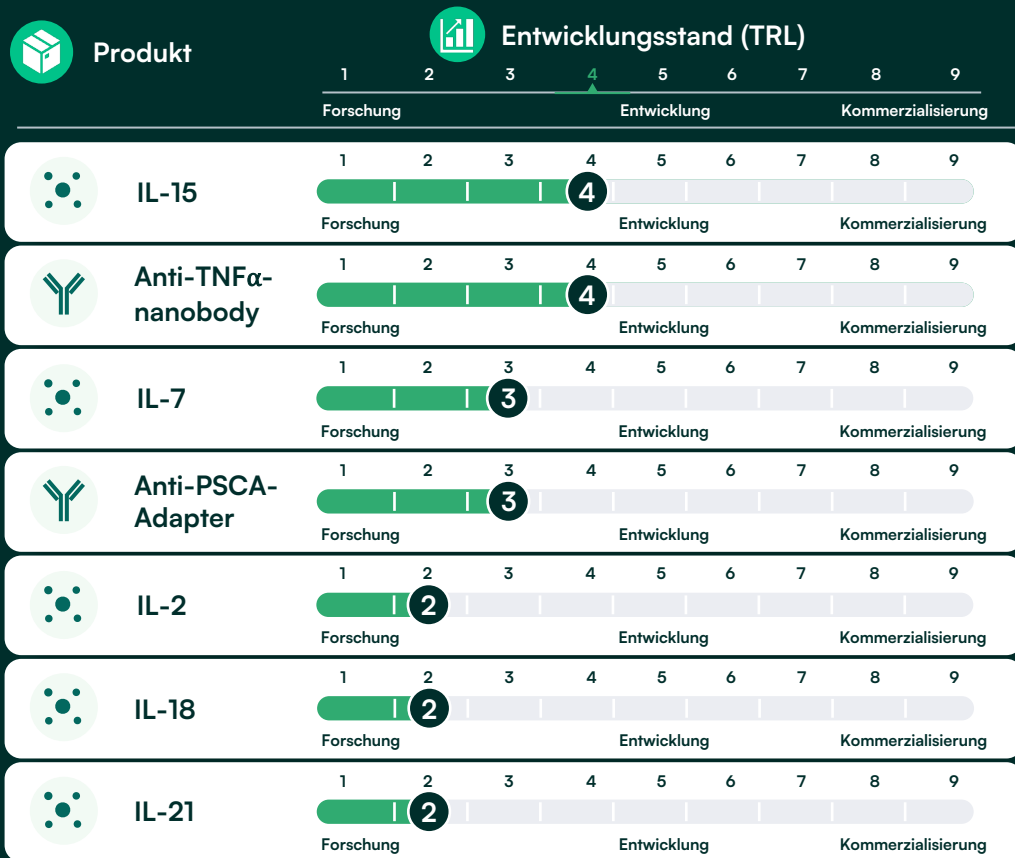 Produkt
Entwicklungsstand (TRL)
1 2 3 4 5 6 7 8 9
Forschung Entwicklung Kommerzialisierung
IL-15
1 2 3 4 5 6 7 8 9
4
Forschung Entwicklung Kommerzialisierung
Anti-TNFα-
nanobody
1 2 3 4 5 6 7 8 9
4
Forschung Entwicklung Kommerzialisierung
IL-7
1 2 3 4 5 6 7 8 9
3
Forschung Entwicklung Kommerzialisierung
Anti-PSCA-
Adapter
1 2 3 4 5 6 7 8 9
3
Forschung Entwicklung Kommerzialisierung
IL-2
1 2 3 4 5 6 7 8 9
2
Forschung Entwicklung Kommerzialisierung
IL-18
1 2 3 4 5 6 7 8 9
2
Forschung Entwicklung Kommerzialisierung
IL-21
1 2 3 4 5 6 7 8 9
2
Forschung Entwicklung Kommerzialisierung